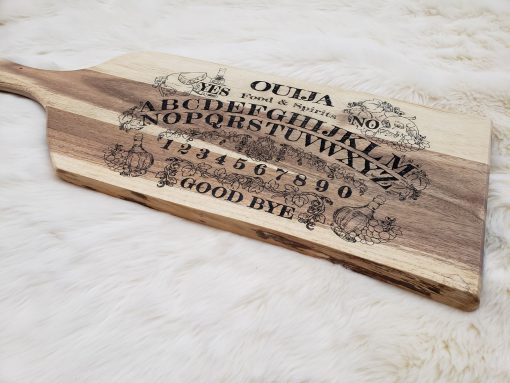 OUIJA
YES Food & Spirits NO
ABCDEFGHIJKLM
NOPQRSTUVWXYZ
1234567890
GOOD BYE